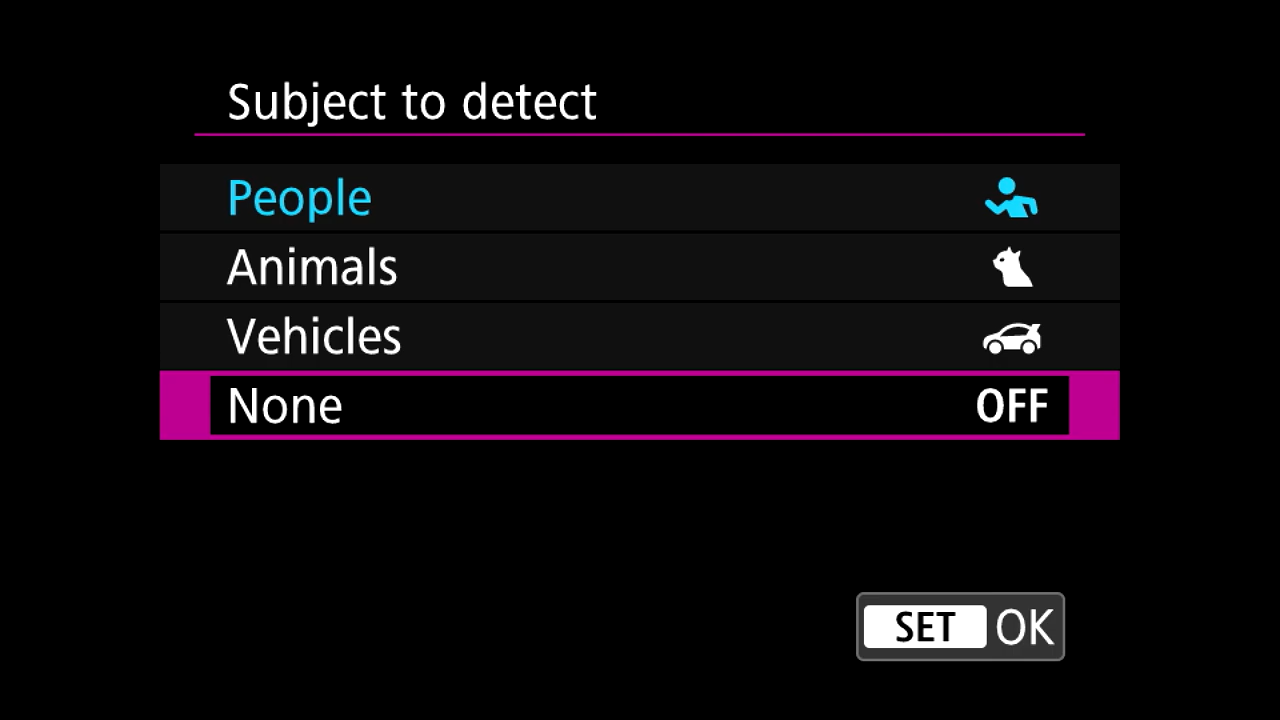 Subject to detect
People
Animals
Vehicles
None OFF
SET OK